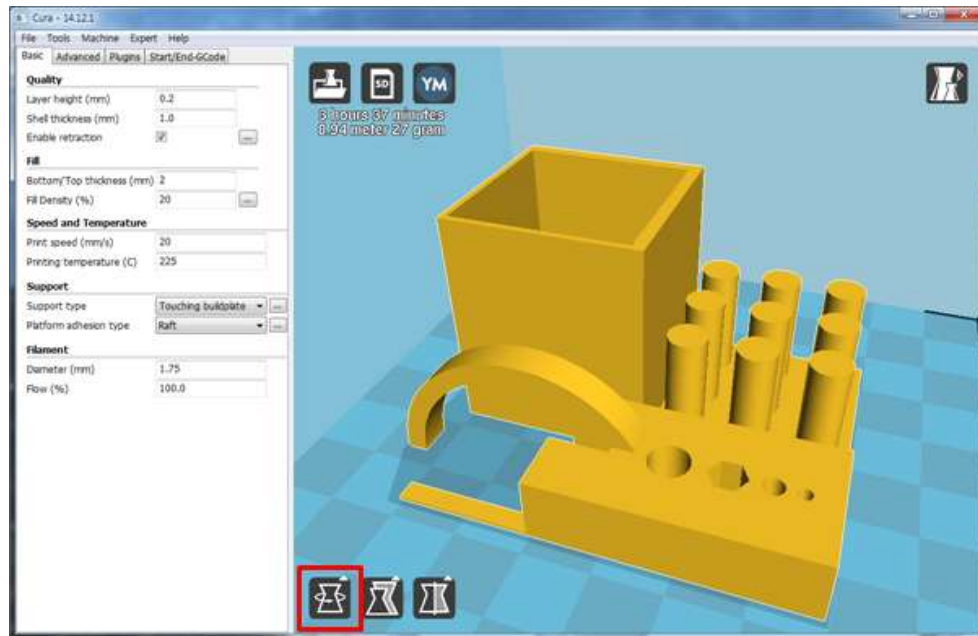 Cura - 14.12.1
File Tools Machine Expert Help
Basic Advanced Plugins Start/End-GCode
Quality
Layer height (mm) 0.2
Shell thickness (mm) 1.0
Enable retraction ...
Fill
Bottom/Top thickness (mm) 2
Fill Density (%) 20 ...
Speed and Temperature
Print speed (mm/s) 20
Printing temperature (C) 225
Support
Support type Touching buildplate ...
Platform adhesion type Raft ...
Filament
Diameter (mm) 1.75
Flow (%) 100.0
SD
YM
hours 37 minutes
8.94 meter 27 gram